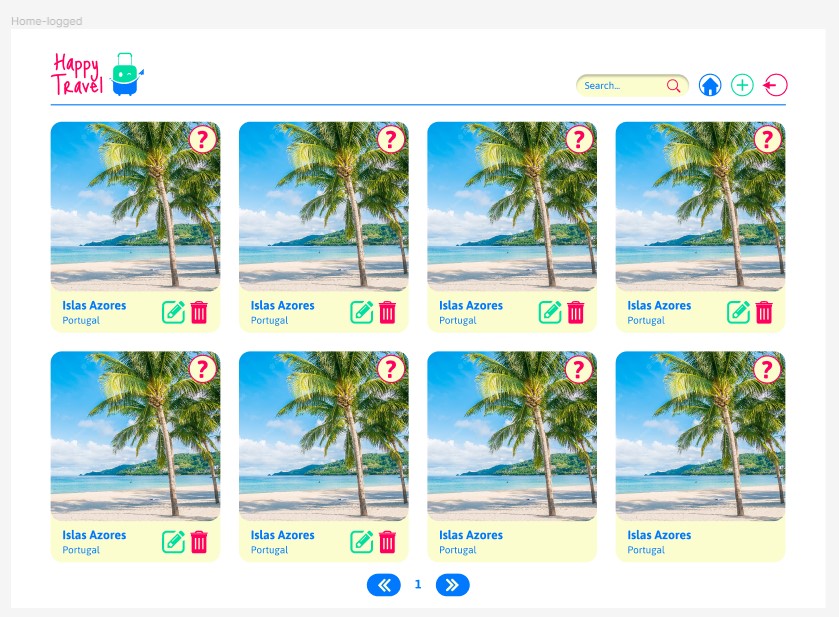 Home-logged
Happy
Travel
Search...
?
?
?
?
Islas Azores
Portugal
Islas Azores
Portugal
Islas Azores
Portugal
Islas Azores
Portugal
?
?
?
?
Islas Azores
Portugal
Islas Azores
Portugal
Islas Azores
Portugal
Islas Azores
Portugal
1